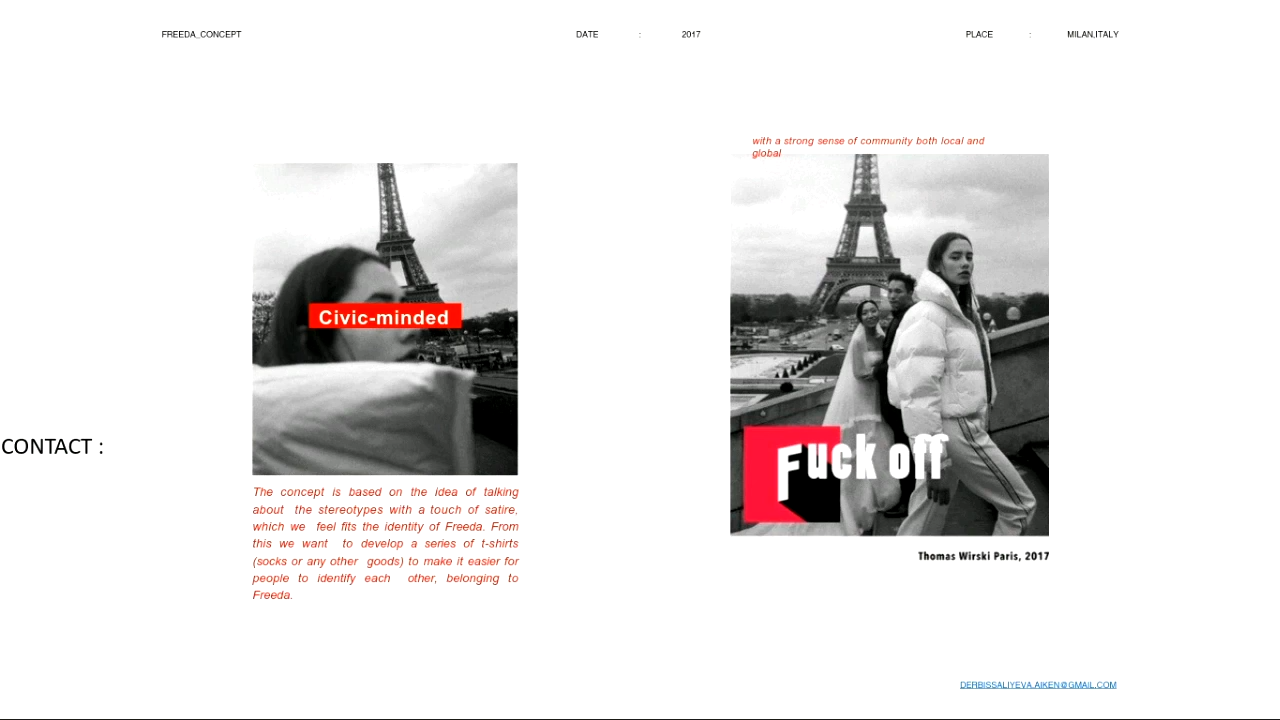 FREEDA_CONCEPT DATE : 2017 PLACE : MILAN,ITALY
with a strong sense of community both local and
global
Civic-minded
Fuck off
CONTACT :
The concept is based on the idea of talking
about the stereotypes with a touch of satire,
which we feel fits the identity of Freeda. From
this we want to develop a series of t-shirts
(socks or any other goods) to make it easier for
people to identify each other, belonging to
Freeda.
Thomas Wirski Paris, 2017
DERBISSALIYEVA.AIKEN@GMAIL.COM